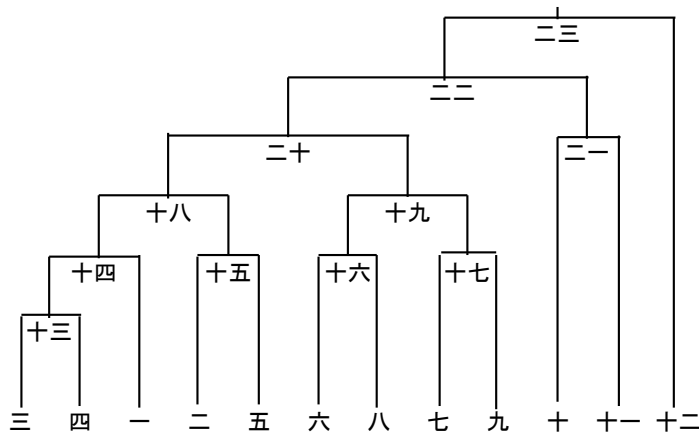 二三
二二
二十 二一
十八 十九
十四 十五 十六 十七
十三
三 四 一 二 五 六 八 七 九 十 十一 十二